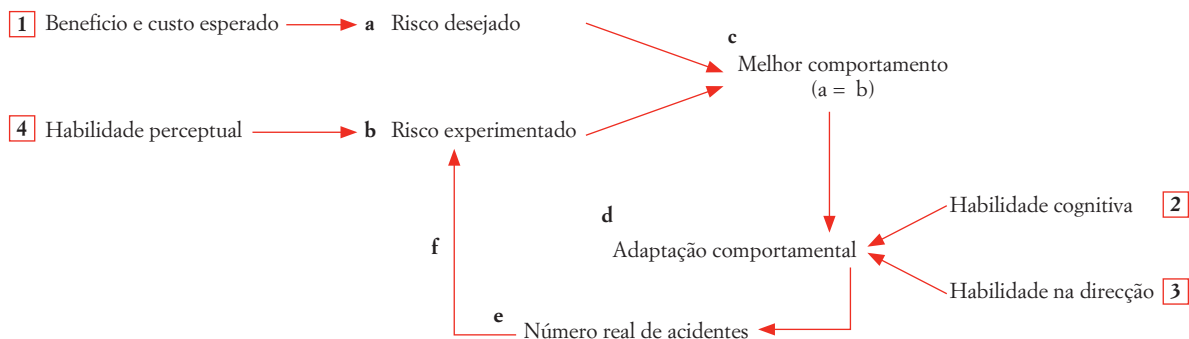 1 Beneficio e custo esperado a Risco desejado
c
Melhor comportamento
(a = b)
4 Habilidade perceptual b Risco experimentado
Habilidade cognitiva 2
d
Adaptação comportamental
f
Habilidade na direcção 3
e Número real de acidentes